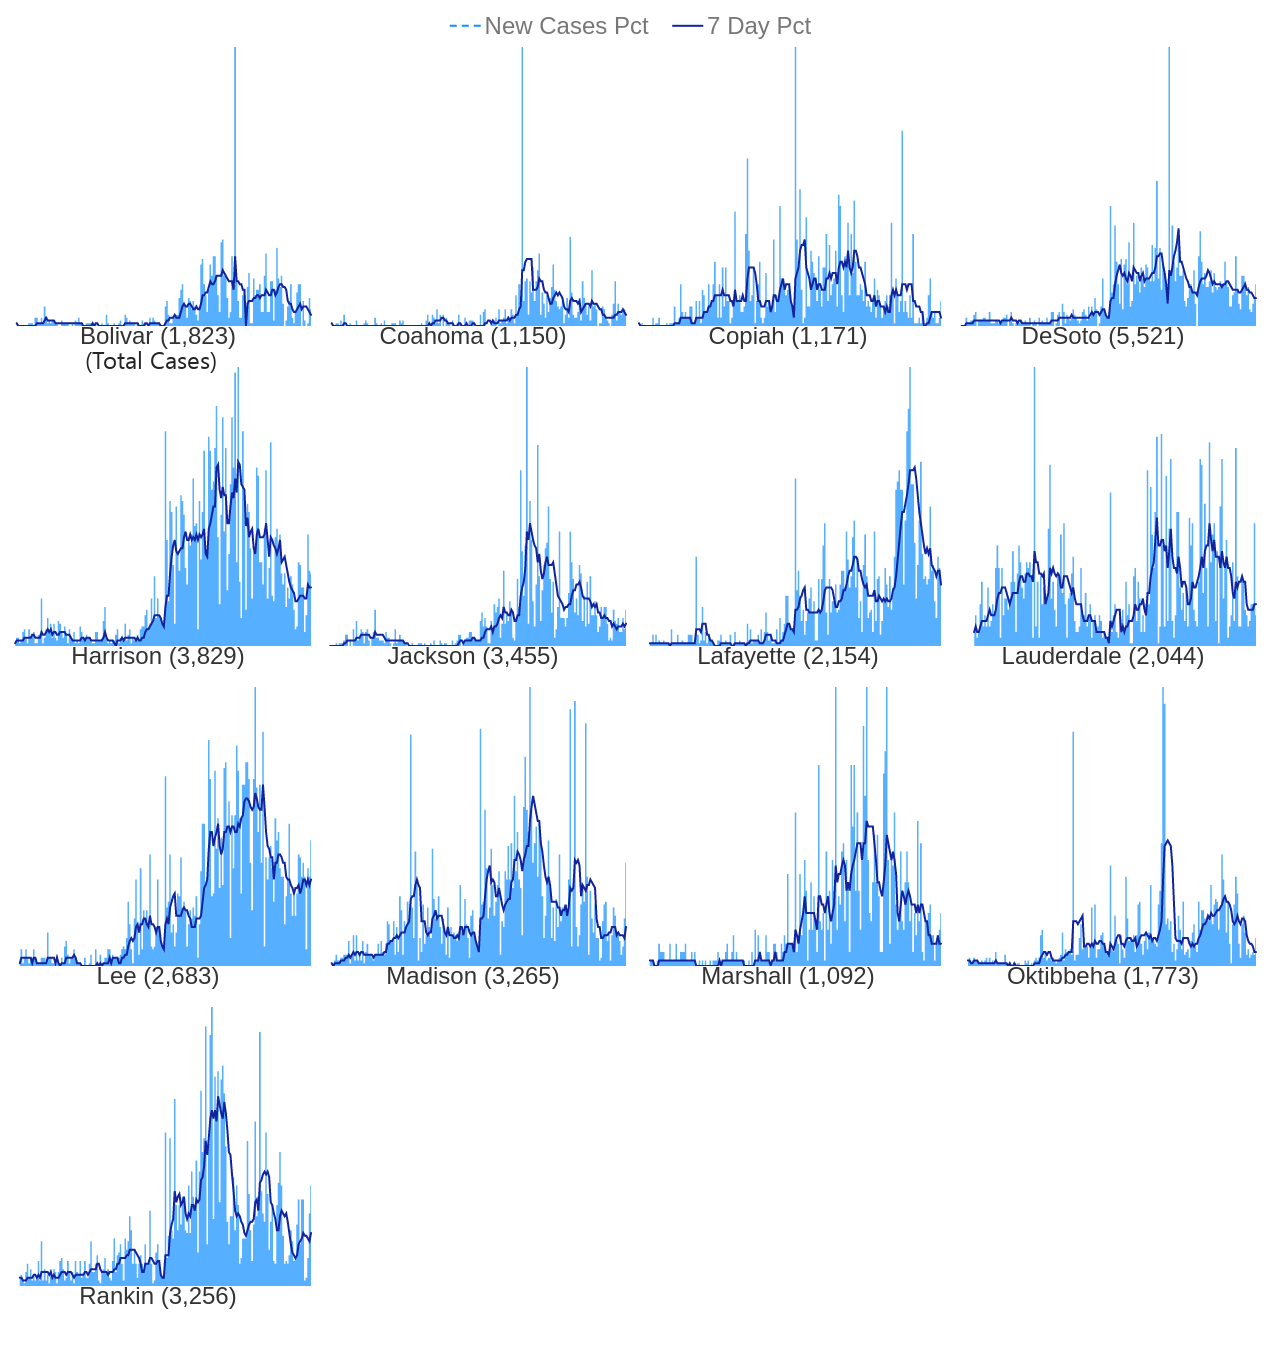 New Cases Pct 7 Day Pct
Bolivar (1,823) Coahoma (1,150) Copiah (1,171) DeSoto (5,521)
(Total Cases)
Harrison (3,829) Jackson (3,455) Lafayette (2,154) Lauderdale (2,044)
Lee (2,683) Madison (3,265) Marshall (1,092) Oktibbeha (1,773)
Rankin (3,256)